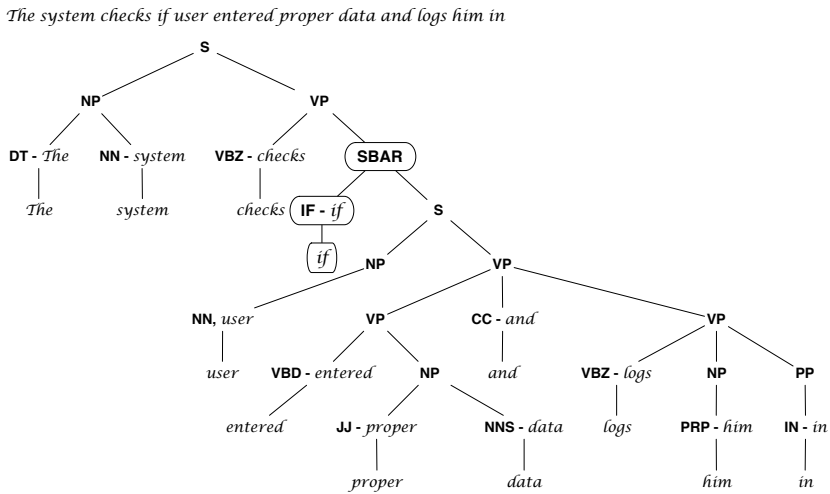 The system checks if user entered proper data and logs him in
S
NP VP
DT - The NN - system VBZ - checks SBAR
The system checks IF - if S
if NP VP
NN, user VP CC - and VP
user VBD - entered NP and VBZ - logs NP PP
entered JJ - proper NNS - data logs PRP - him IN - in
proper data him in